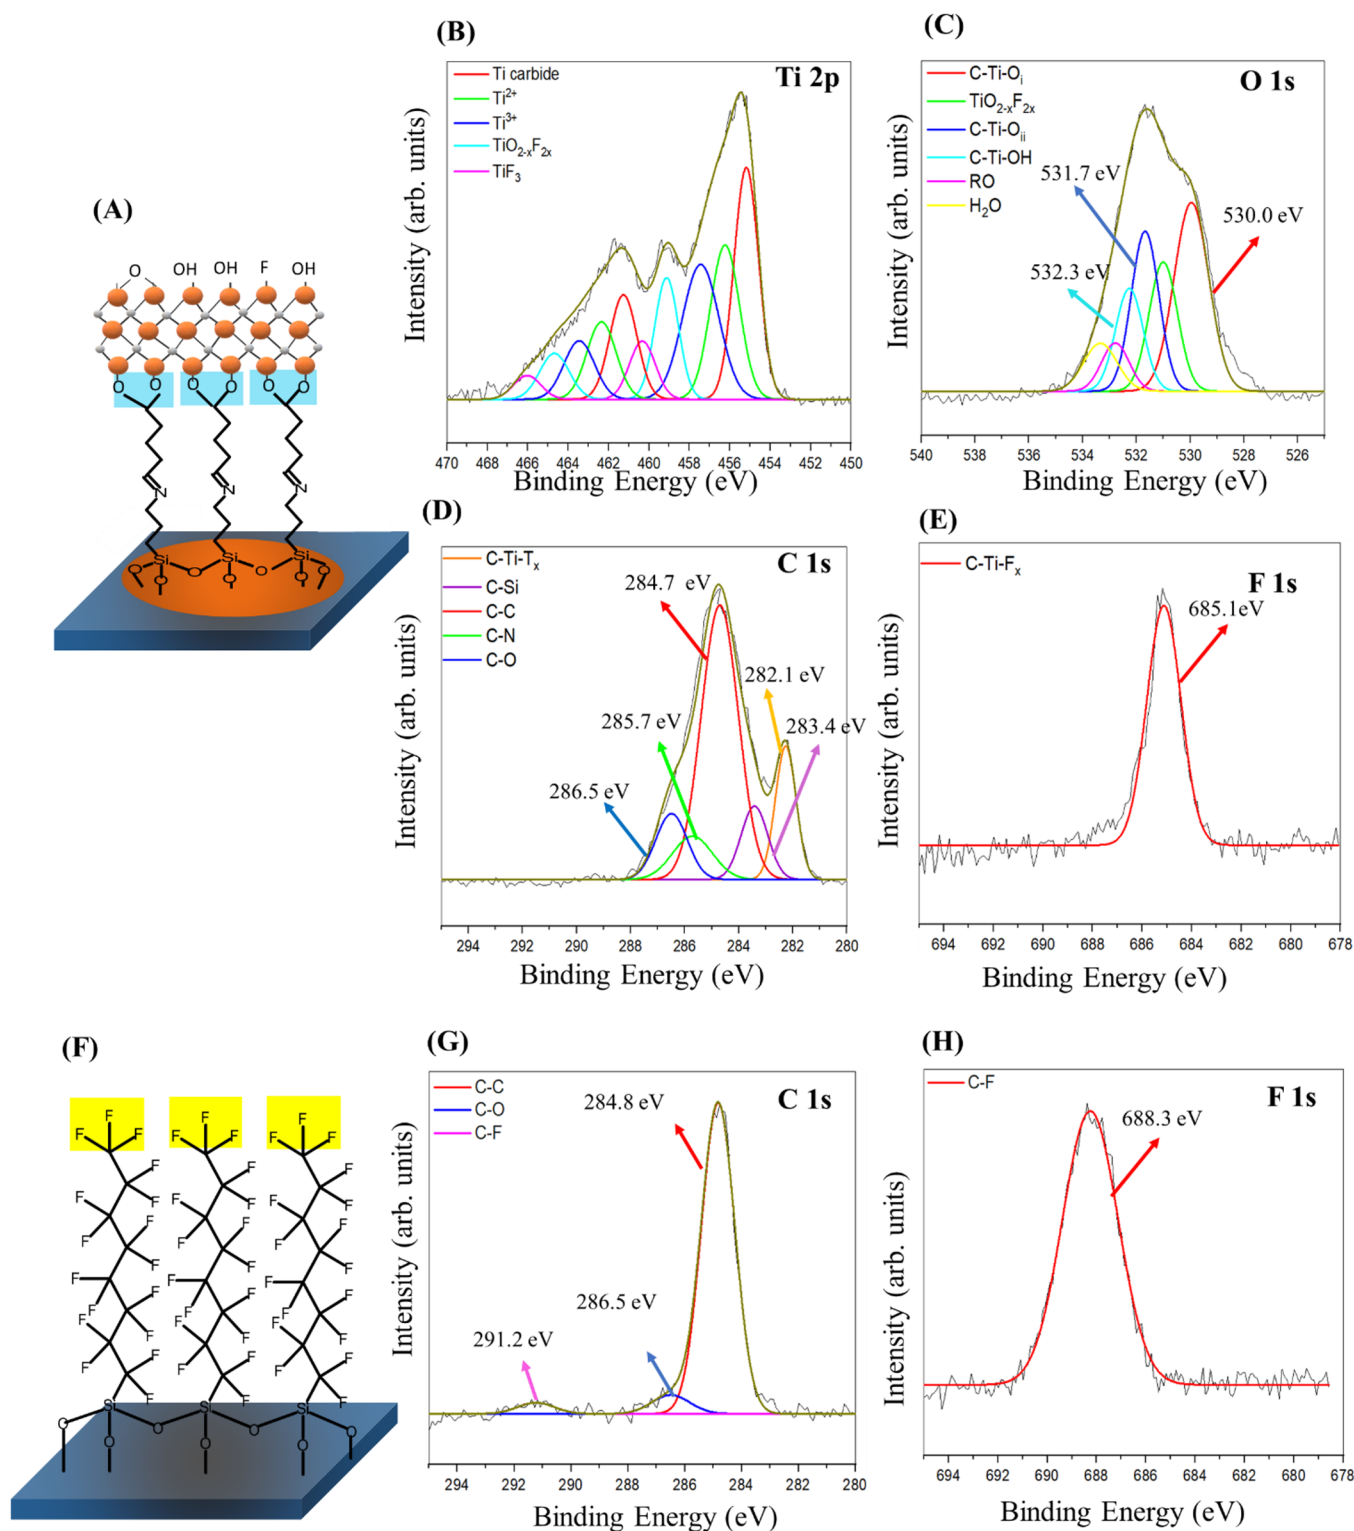 (A)
O
OH
OH
F
OH
O
O
O
O
O
O
N
N
N
Si
Si
Si
O
O
O
O
O
O
O
(B)
Ti 2p
Ti carbide
Ti2+
Ti3+
TiO2-xF2x
TiF3
Intensity (arb. units)
470 468 466 464 462 460 458 456 454 452 450
Binding Energy (eV)
(C)
O 1s
C-Ti-Oi
TiO2-xF2x
C-Ti-Oii
C-Ti-OH
RO
H2O
531.7 eV
530.0 eV
532.3 eV
Intensity (arb. units)
540 538 536 534 532 530 528 526
Binding Energy (eV)
(D)
C 1s
C-Ti-Tx
C-Si
C-C
C-N
C-O
284.7 eV
282.1 eV
285.7 eV
283.4 eV
286.5 eV
Intensity (arb. units)
294 292 290 288 286 284 282 280
Binding Energy (eV)
(E)
C-Ti-Fx
F 1s
685.1eV
Intensity (arb. units)
694 692 690 688 686 684 682 680 678
Binding Energy (eV)
(F)
F F F
F F F F F F
F F F
F F F
F F F
F F F
F F F
F F F
F F F
F F F
F F F
F F F
F F F
F F F
Si Si Si
O O O O
O O O
(G)
C 1s
C-C
C-O
C-F
284.8 eV
286.5 eV
291.2 eV
Intensity (arb. units)
294 292 290 288 286 284 282 280
Binding Energy (eV)
(H)
C-F
F 1s
688.3 eV
Intensity (arb. units)
694 692 690 688 686 684 682 680 678
Binding Energy (eV)